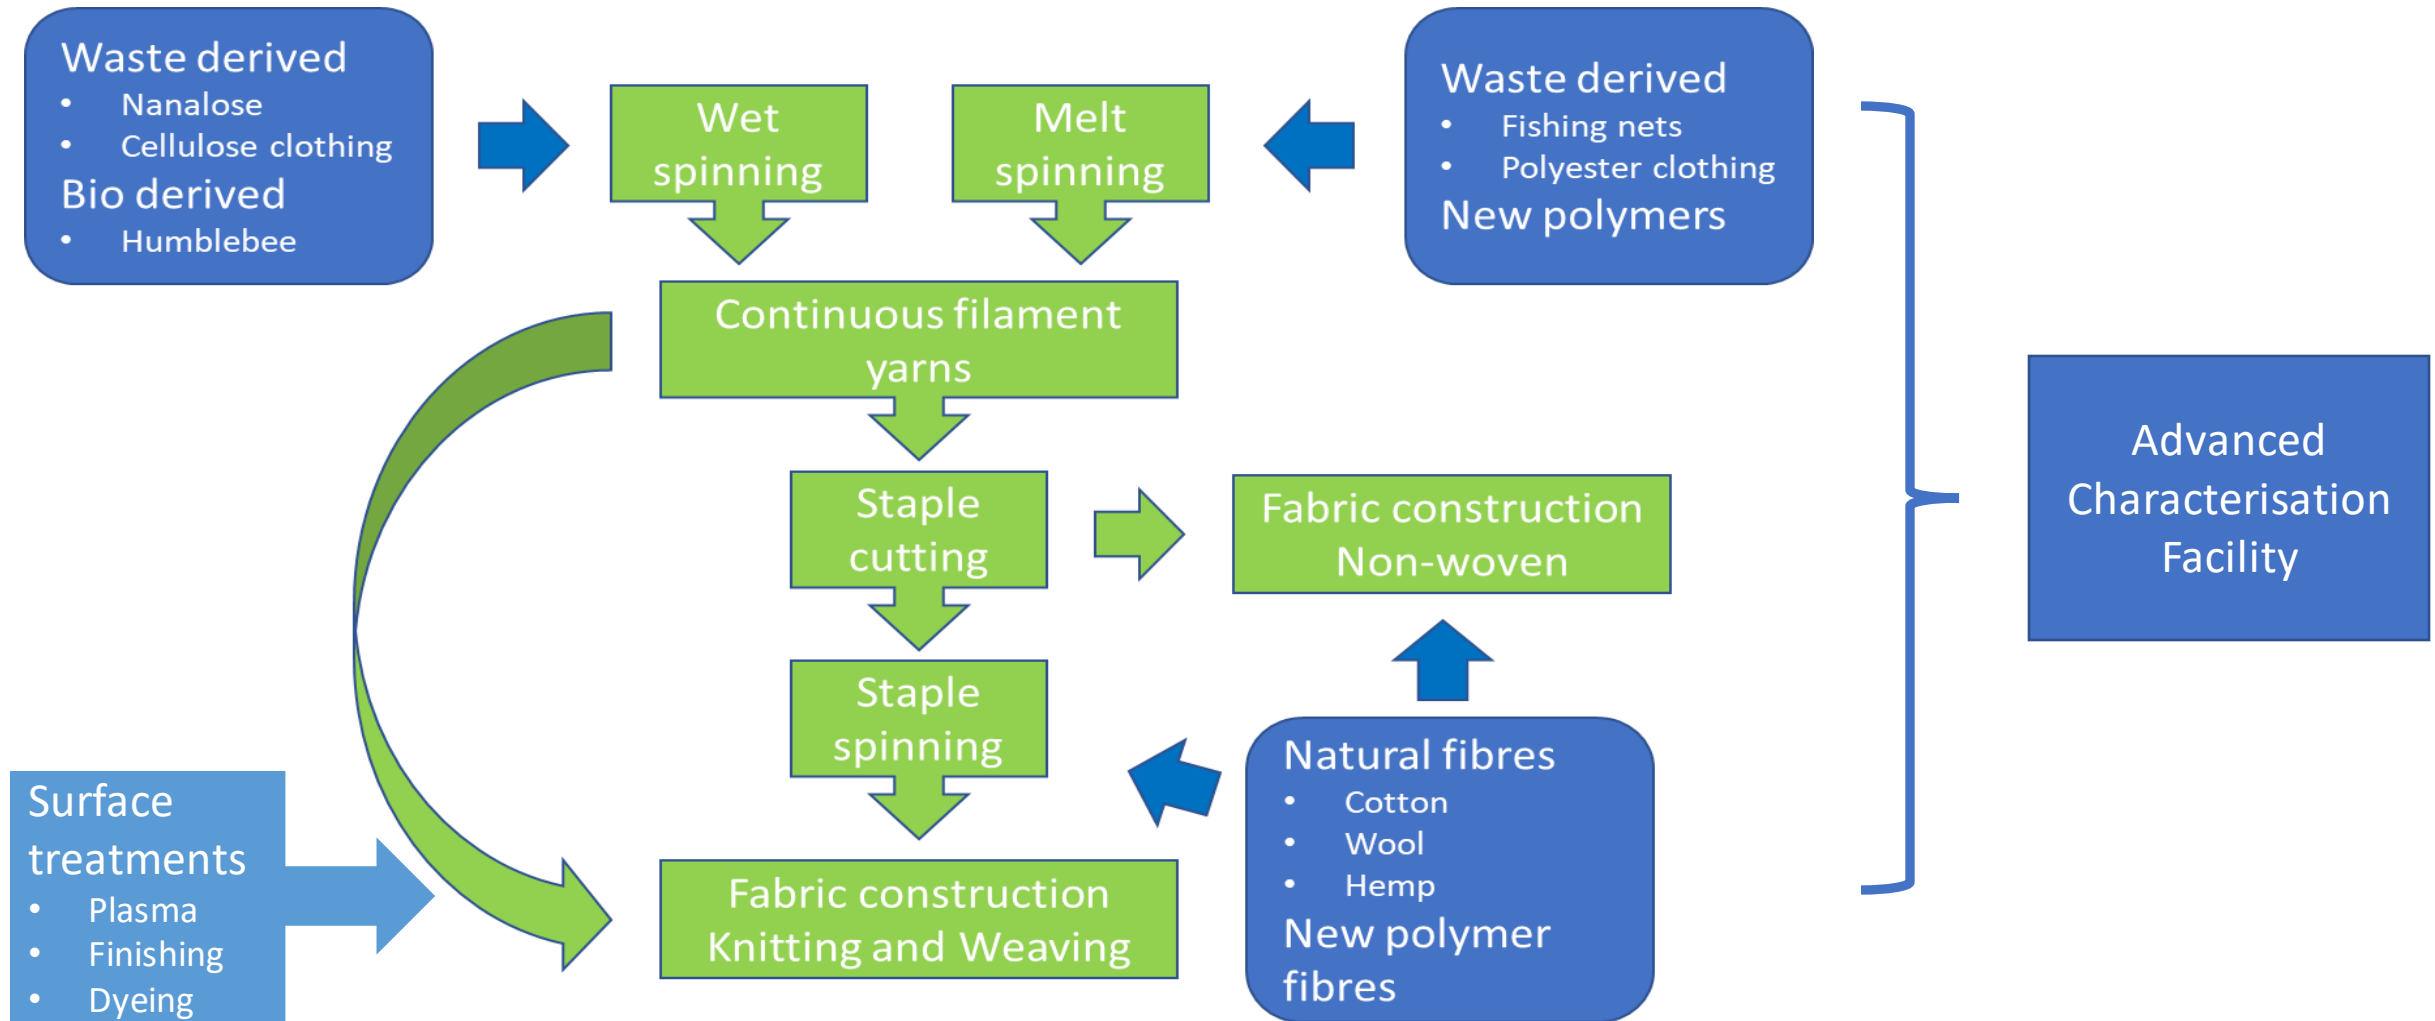 Waste derived
• Nanalose
• Cellulose clothing
Bio derived
• Humblebee
Wet
spinning
Melt
spinning
Waste derived
• Fishing nets
• Polyester clothing
New polymers
Continuous filament
yarns
Staple
cutting
Fabric construction
Non-woven
Advanced
Characterisation
Facility
Staple
spinning
Natural fibres
• Cotton
• Wool
• Hemp
New polymer
fibres
Surface
treatments
• Plasma
• Finishing
• Dyeing
Fabric construction
Knitting and Weaving